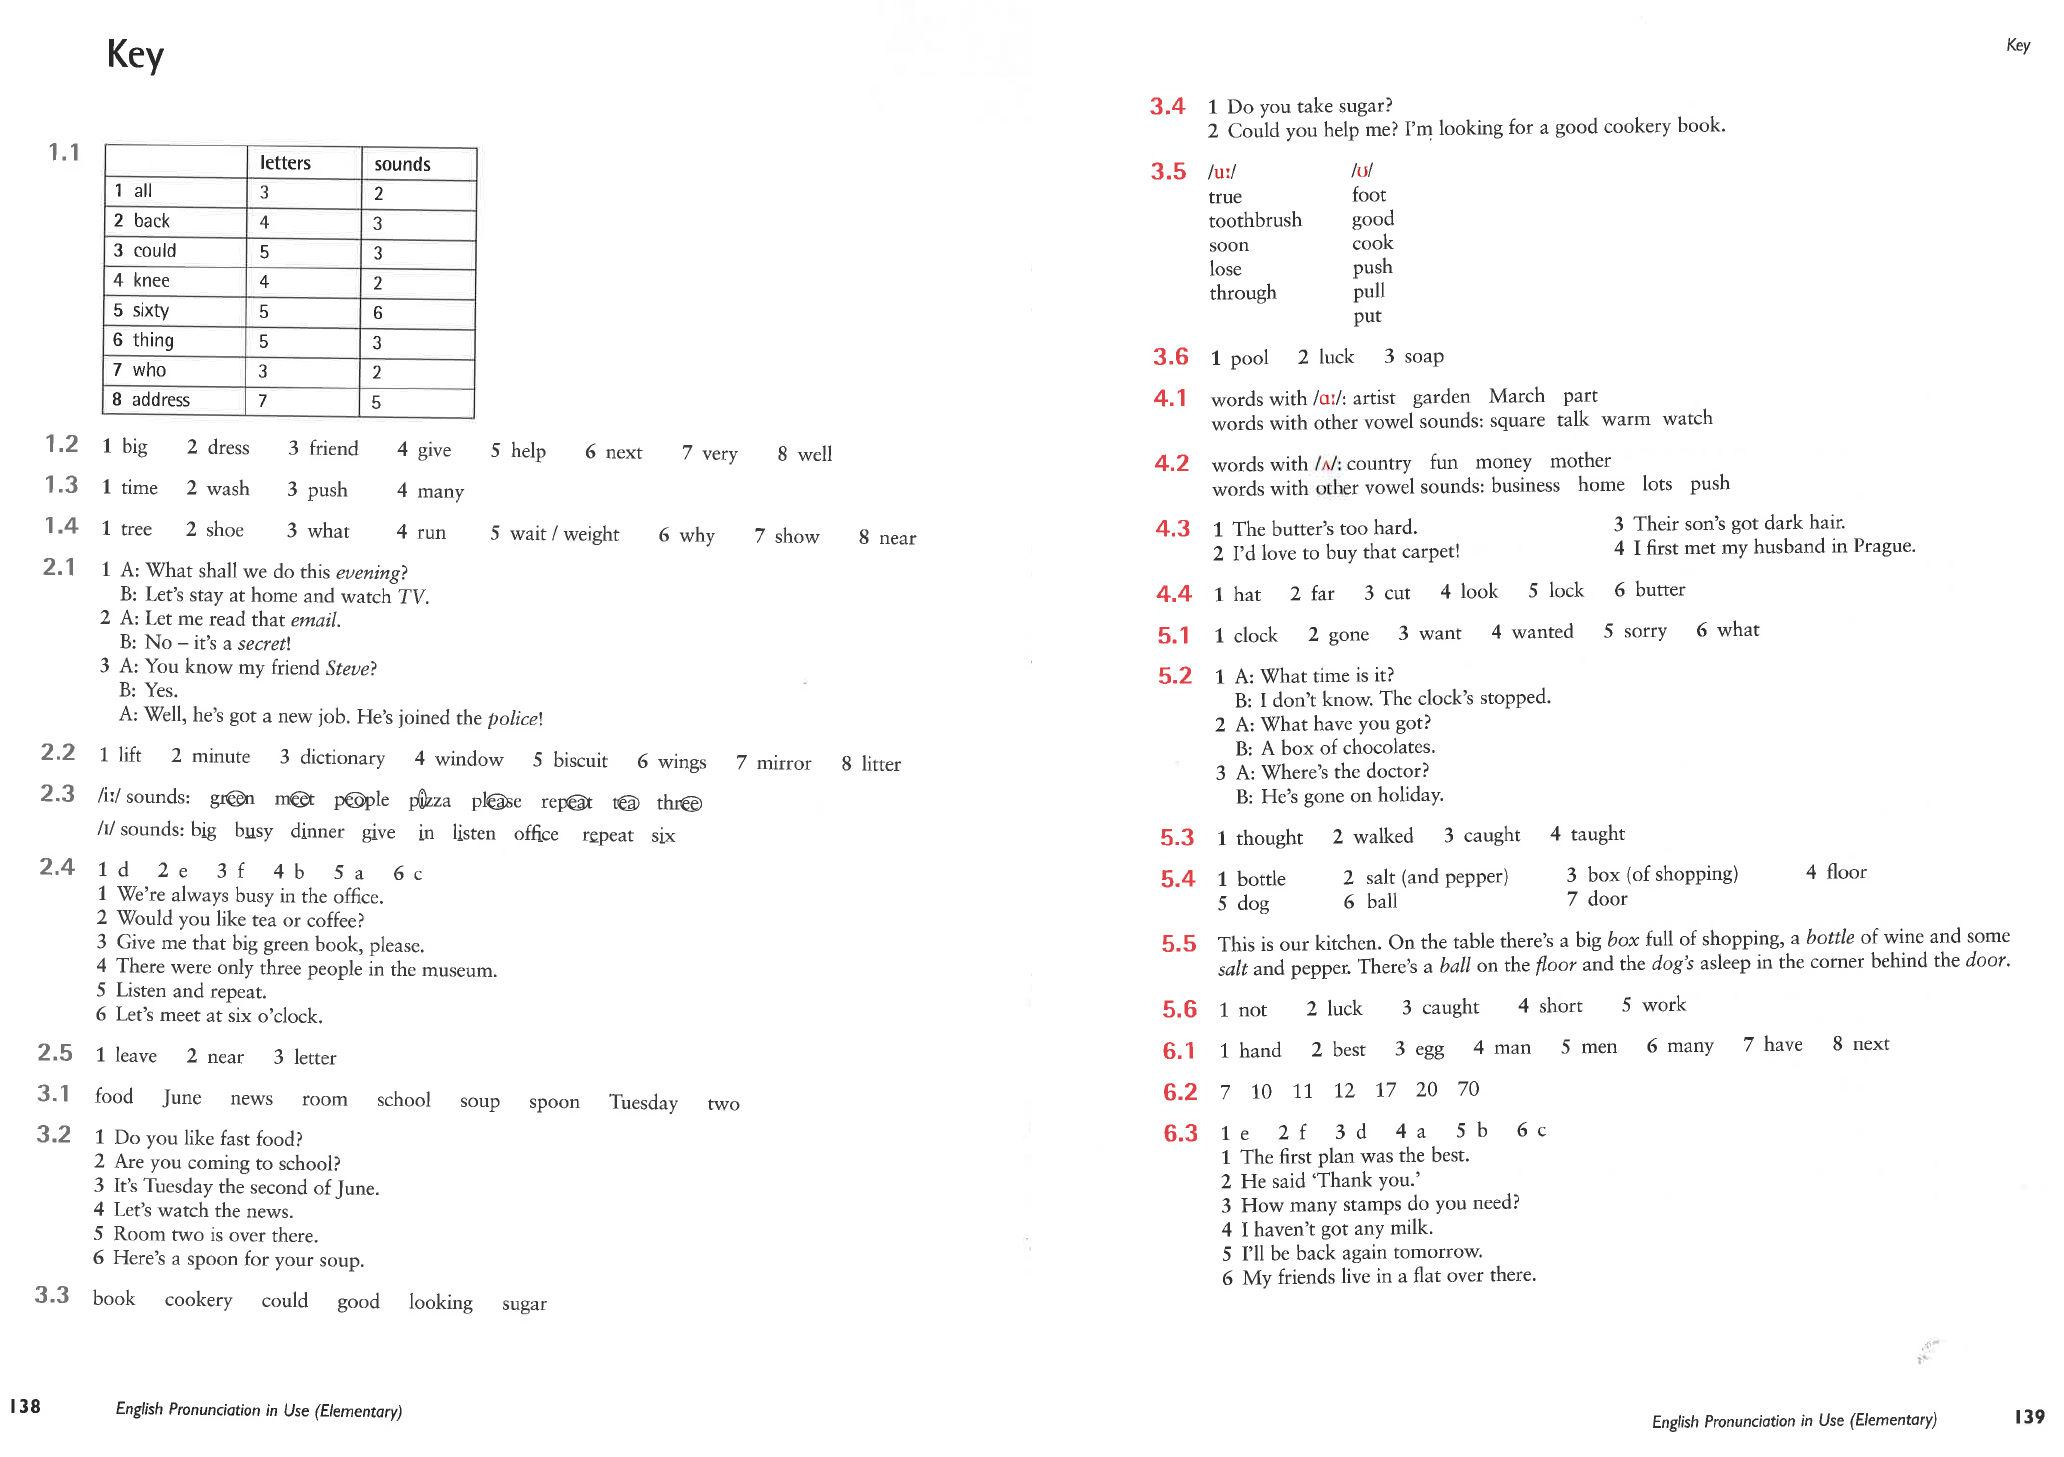 Key
1.1
letters sounds
1 all 3 2
2 back 4 3
3 could 5 3
4 knee 4 2
5 sixty 5 6
6 thing 5 3
7 who 3 2
8 address 7 5
1.2 1 big 2 dress 3 friend 4 give 5 help 6 next 7 very 8 well
1.3 1 time 2 wash 3 push 4 many
1.4 1 tree 2 shoe 3 what 4 run 5 wait / weight 6 why 7 show 8 near
2.1 1 A: What shall we do this evening?
B: Let's stay at home and watch TV.
2 A: Let me read that email.
B: No – it's a secret!
3 A: You know my friend Steve?
B: Yes.
A: Well, he's got a new job. He's joined the police!
2.2 1 lift 2 minute 3 dictionary 4 window 5 biscuit 6 wings 7 mirror 8 litter
2.3 /iː/ sounds: green meet people pizza please repeat tea three
/ɪ/ sounds: big busy dinner give in listen office repeat six
2.4 1 d 2 e 3 f 4 b 5 a 6 c
1 We're always busy in the office.
2 Would you like tea or coffee?
3 Give me that big green book, please.
4 There were only three people in the museum.
5 Listen and repeat.
6 Let's meet at six o'clock.
2.5 1 leave 2 near 3 letter
3.1 food June news room school soup spoon Tuesday two
3.2 1 Do you like fast food?
2 Are you coming to school?
3 It's Tuesday the second of June.
4 Let's watch the news.
5 Room two is over there.
6 Here's a spoon for your soup.
3.3 book cookery could good looking sugar
138 English Pronunciation in Use (Elementary)
Key
3.4 1 Do you take sugar?
2 Could you help me? I'm looking for a good cookery book.
3.5 /uː/ /ʊ/
true foot
toothbrush good
soon cook
lose push
through pull
put
3.6 1 pool 2 luck 3 soap
4.1 words with /ɑː/: artist garden March part
words with other vowel sounds: square talk warm watch
4.2 words with /ʌ/: country fun money mother
words with other vowel sounds: business home lots push
4.3 1 The butter's too hard. 3 Their son's got dark hair.
2 I'd love to buy that carpet! 4 I first met my husband in Prague.
4.4 1 hat 2 far 3 cut 4 look 5 lock 6 butter
5.1 1 clock 2 gone 3 want 4 wanted 5 sorry 6 what
5.2 1 A: What time is it?
B: I don't know. The clock's stopped.
2 A: What have you got?
B: A box of chocolates.
3 A: Where's the doctor?
B: He's gone on holiday.
5.3 1 thought 2 walked 3 caught 4 taught
5.4 1 bottle 2 salt (and pepper) 3 box (of shopping) 4 floor
5 dog 6 ball 7 door
5.5 This is our kitchen. On the table there's a big box full of shopping, a bottle of wine and some
salt and pepper. There's a ball on the floor and the dog's asleep in the corner behind the door.
5.6 1 not 2 luck 3 caught 4 short 5 work
6.1 1 hand 2 best 3 egg 4 man 5 men 6 many 7 have 8 next
6.2 7 10 11 12 17 20 70
6.3 1 e 2 f 3 d 4 a 5 b 6 c
1 The first plan was the best.
2 He said 'Thank you.'
3 How many stamps do you need?
4 I haven't got any milk.
5 I'll be back again tomorrow.
6 My friends live in a flat over there.
English Pronunciation in Use (Elementary) 139